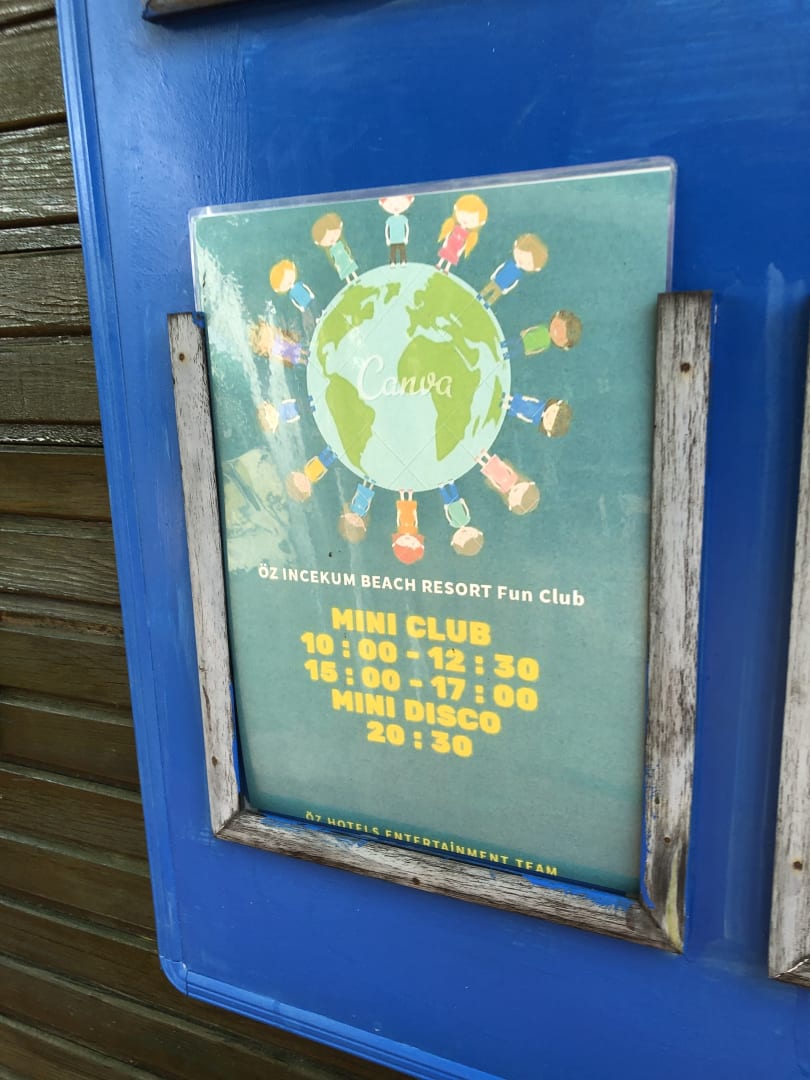 Canva
ÖZ INCEKUM BEACH RESORT Fun Club
MINI CLUB
10 : 00 - 12 : 30
15 : 00 - 17 : 00
MINI DISCO
20 : 30
ÖZ HOTELS ENTERTAİNMENT TEAM